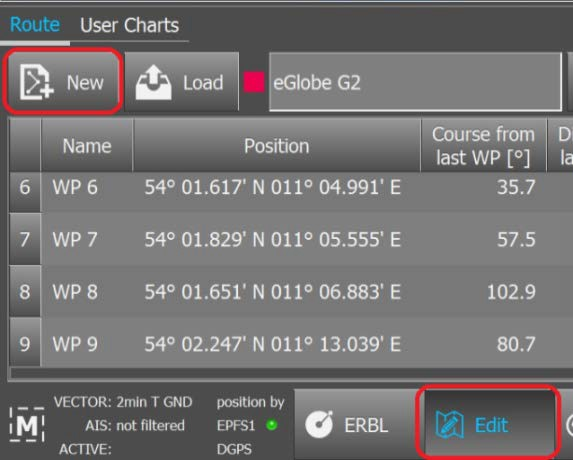 Route User Charts
New Load eGlobe G2
Name Position Course from last WP [°]
6 WP 6 54° 01.617' N 011° 04.991' E 35.7
7 WP 7 54° 01.829' N 011° 05.555' E 57.5
8 WP 8 54° 01.651' N 011° 06.883' E 102.9
9 WP 9 54° 02.247' N 011° 13.039' E 80.7
VECTOR: 2min T GND position by
M AIS: not filtered EPFS1 ERBL Edit
ACTIVE: DGPS